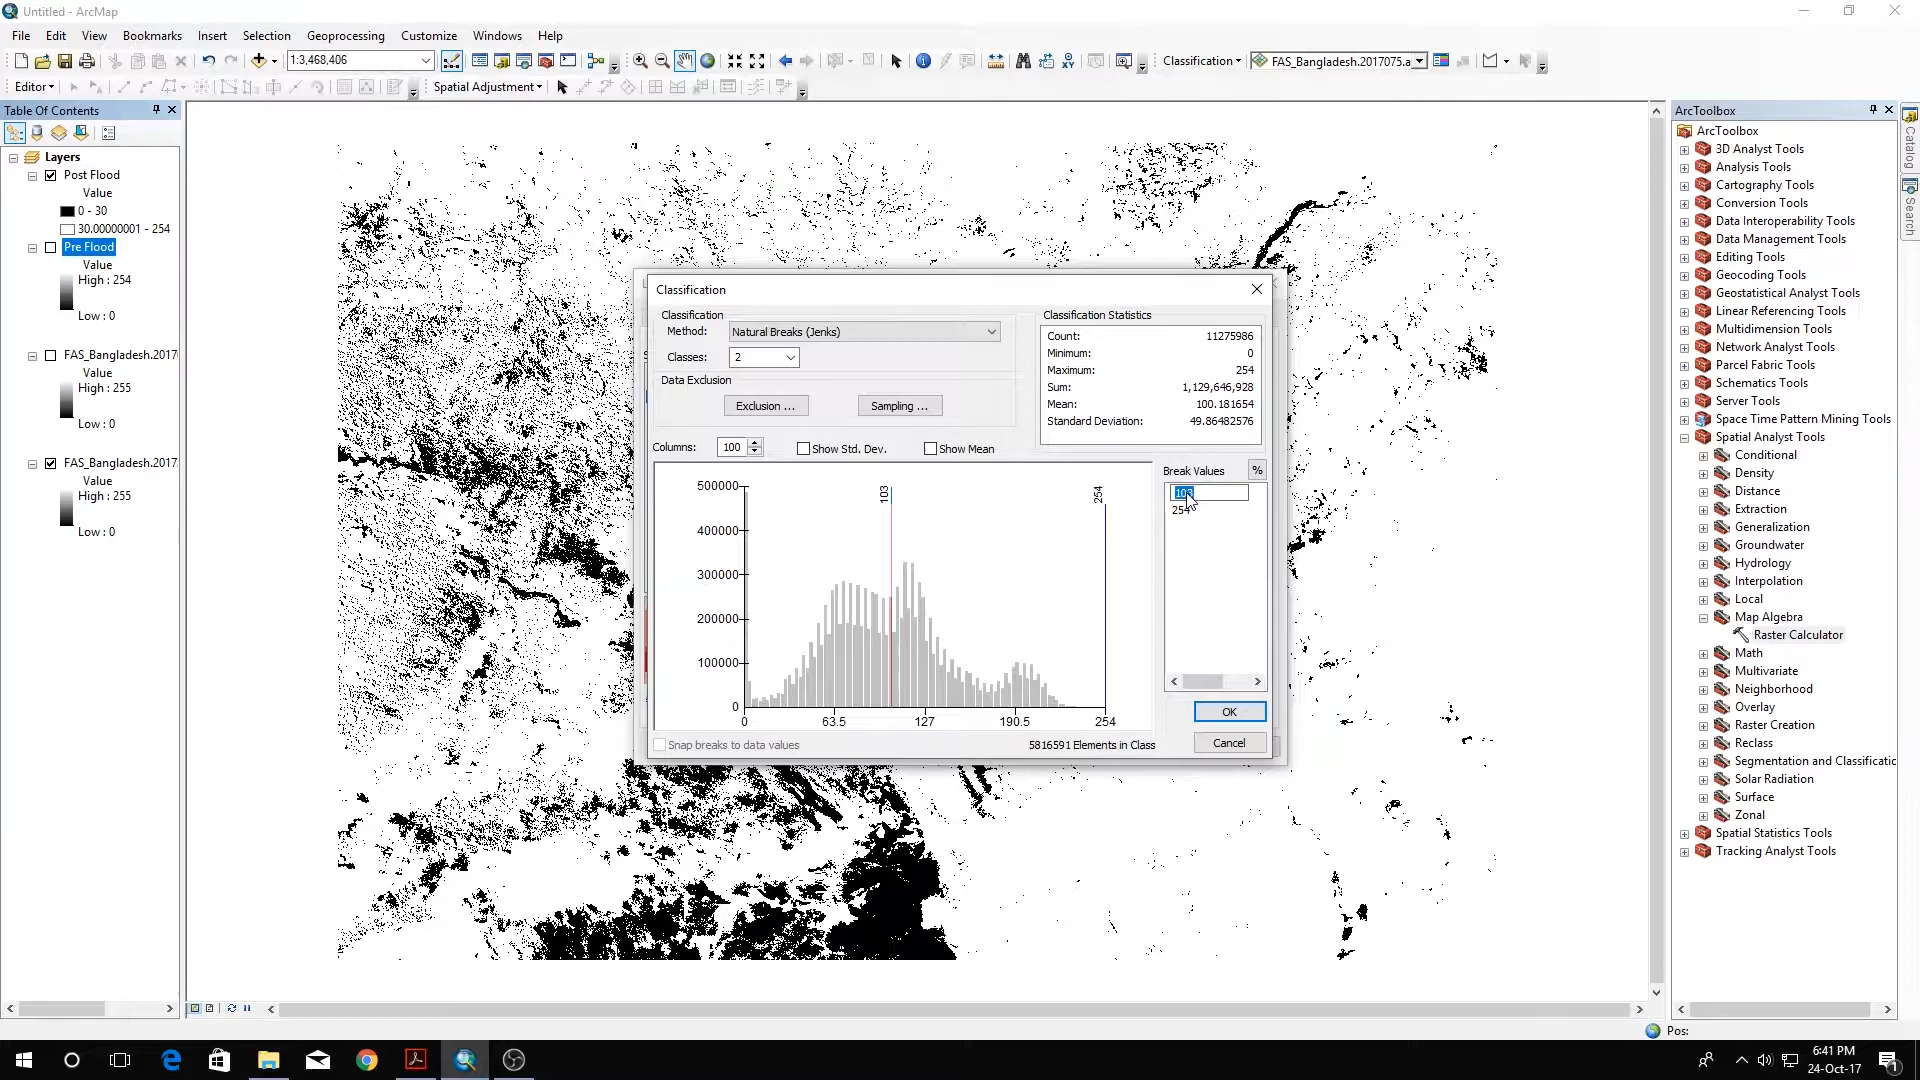 Untitled - ArcMap
File Edit View Bookmarks Insert Selection Geoprocessing Customize Windows Help
1:3,468,406
Classification
FAS_Bangladesh.2017075.a
Editor
Spatial Adjustment
Table Of Contents
Layers
Post Flood
Value
0 - 30
30.00000001 - 254
Pre Flood
Value
High : 254
Low : 0
FAS_Bangladesh.2017
Value
High : 255
Low : 0
FAS_Bangladesh.2017
Value
High : 255
Low : 0
Classification
Classification
Method: Natural Breaks (Jenks)
Classes: 2
Data Exclusion
Exclusion ... Sampling ...
Columns: 100 Show Std. Dev. Show Mean
Classification Statistics
Count: 11275986
Minimum: 0
Maximum: 254
Sum: 1,129,646,928
Mean: 100.181654
Standard Deviation: 49.86482576
Break Values %
103
254
500000
400000
300000
200000
100000
0
103
254
0 63.5 127 190.5 254
OK
Snap breaks to data values
5816591 Elements in Class
Cancel
ArcToolbox
ArcToolbox
3D Analyst Tools
Analysis Tools
Cartography Tools
Conversion Tools
Data Interoperability Tools
Data Management Tools
Editing Tools
Geocoding Tools
Geostatistical Analyst Tools
Linear Referencing Tools
Multidimension Tools
Network Analyst Tools
Parcel Fabric Tools
Schematics Tools
Server Tools
Space Time Pattern Mining Tools
Spatial Analyst Tools
Conditional
Density
Distance
Extraction
Generalization
Groundwater
Hydrology
Interpolation
Local
Map Algebra
Raster Calculator
Math
Multivariate
Neighborhood
Overlay
Raster Creation
Reclass
Segmentation and Classificatic
Solar Radiation
Surface
Zonal
Spatial Statistics Tools
Tracking Analyst Tools
Catalog
Search
Pos:
6:41 PM
24-Oct-17
1